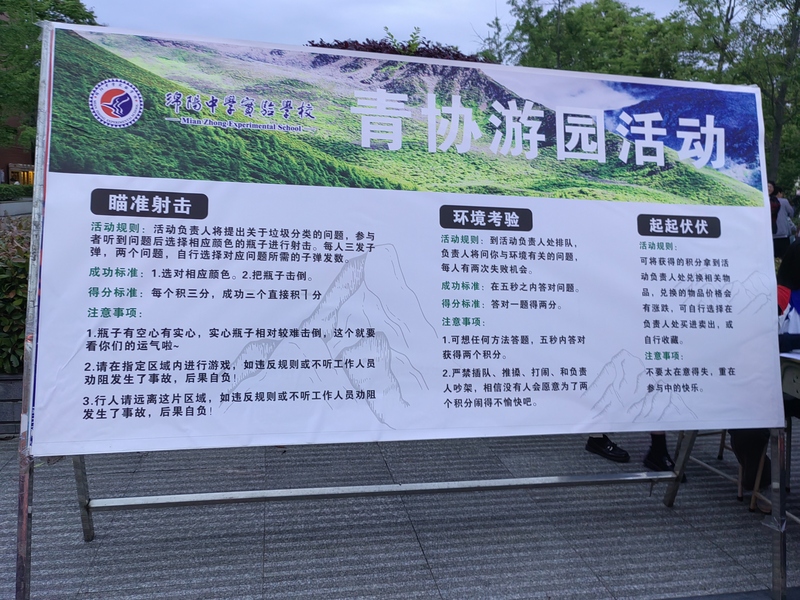 绵阳中学实验学校
Mian Zhong Experimental School
青协游园活动
瞄准射击
活动规则：活动负责人将提出关于垃圾分类的问题，参与
者听到问题后选择相应颜色的瓶子进行射击。每人三发子
弹，两个问题，自行选择对应问题所需的子弹发数。
成功标准：1.选对相应颜色。2.把瓶子击倒。
得分标准：每个积三分，成功三个直接积丅分
注意事项：
1.瓶子有空心有实心，实心瓶子相对较难击倒，这个就要
看你们的运气啦~
2.请在指定区域内进行游戏，如违反规则或不听工作人员
劝阻发生了事故，后果自负！
3.行人请远离这片区域，如违反规则或不听工作人员劝阻
发生了事故，后果自负！
环境考验
活动规则：到活动负责人处排队，
负责人将问你与环境有关的问题，
每人有两次失败机会。
成功标准：在五秒之内答对问题。
得分标准：答对一题得两分。
注意事项：
1.可想任何方法答题，五秒内答对
获得两个积分。
2.严禁插队、推搡、打闹、和负责
人吵架，相信没有人会愿意为了两
个积分闹得不愉快吧。
起起伏伏
活动规则：
可将获得的积分拿到活
动负责人处兑换相关物
品，兑换的物品价格会
有涨跌，可自行选择在
负责人处买进卖出，或
自行收藏。
注意事项：
不要太在意得失，重在
参与中的快乐。